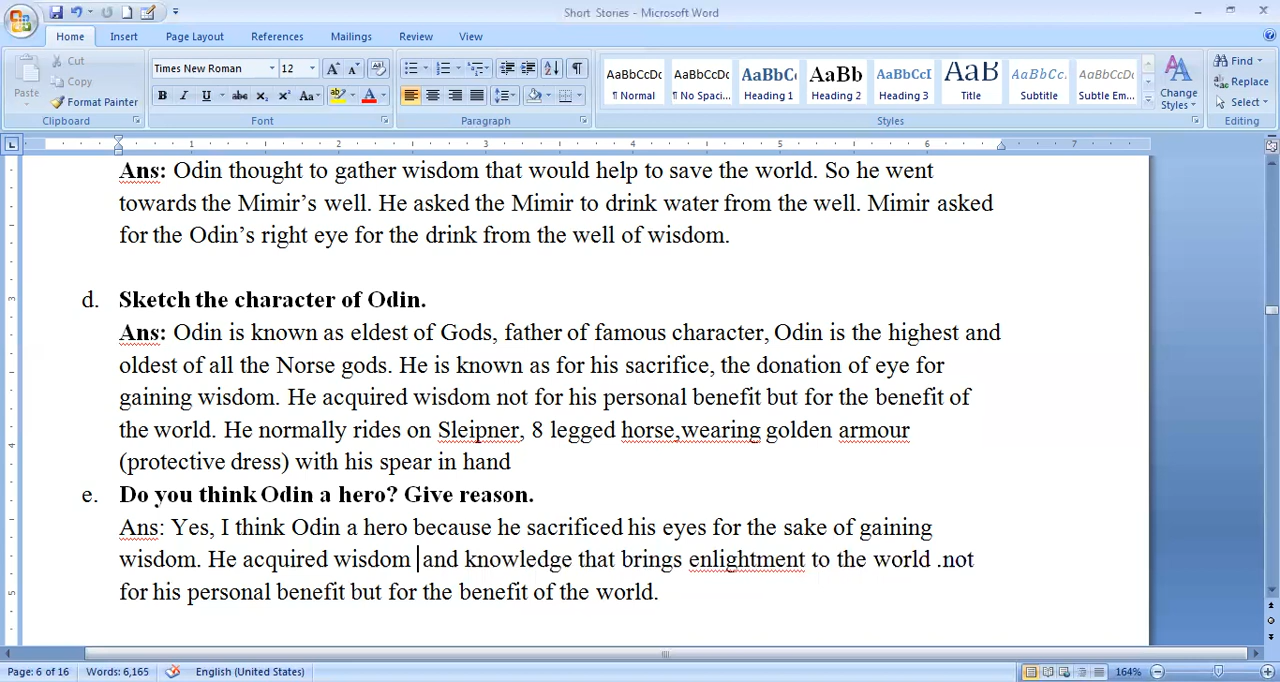 Short Stories - Microsoft Word
Home Insert Page Layout References Mailings Review View
Cut
Copy
Format Painter
Paste
Clipboard
Times New Roman 12
Font
Paragraph
AaBbCcDc AaBbCcDc AaBbC AaBb AaBbCcI AaB AaBbCc. AaBbCcDc
¶ Normal ¶ No Spaci... Heading 1 Heading 2 Heading 3 Title Subtitle Subtle Em...
Change Styles
Styles
Find
Replace
Select
Editing
1 2 3 4 5 6 7
Ans: Odin thought to gather wisdom that would help to save the world. So he went
towards the Mimir’s well. He asked the Mimir to drink water from the well. Mimir asked
for the Odin’s right eye for the drink from the well of wisdom.
d. Sketch the character of Odin.
Ans: Odin is known as eldest of Gods, father of famous character, Odin is the highest and
oldest of all the Norse gods. He is known as for his sacrifice, the donation of eye for
gaining wisdom. He acquired wisdom not for his personal benefit but for the benefit of
the world. He normally rides on Sleipner, 8 legged horse,wearing golden armour
(protective dress) with his spear in hand
e. Do you think Odin a hero? Give reason.
Ans: Yes, I think Odin a hero because he sacrificed his eyes for the sake of gaining
wisdom. He acquired wisdom and knowledge that brings enlightment to the world .not
for his personal benefit but for the benefit of the world.
Page: 6 of 16 Words: 6,165 English (United States) 164%